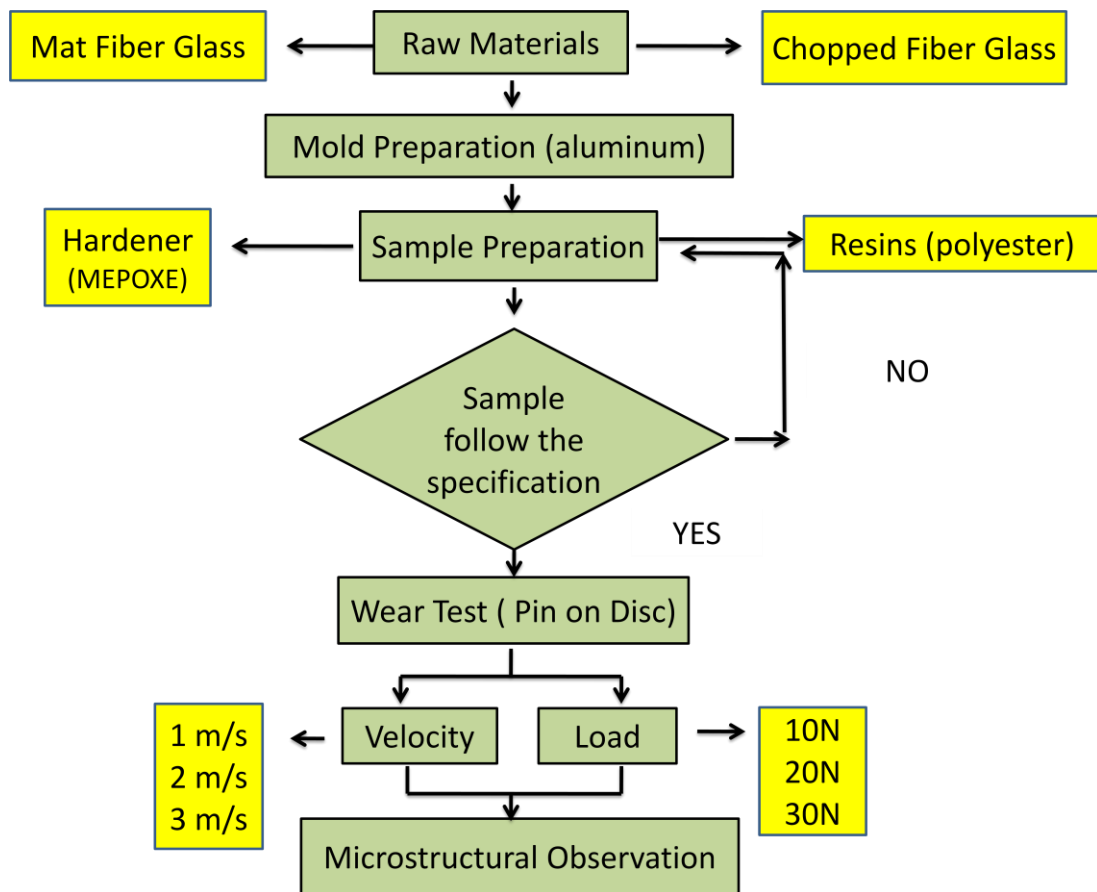 Mat Fiber Glass
Raw Materials
Chopped Fiber Glass
Mold Preparation (aluminum)
Hardener
(MEPOXE)
Sample Preparation
Resins (polyester)
Sample
follow the
specification
NO
YES
Wear Test ( Pin on Disc)
1 m/s
2 m/s
3 m/s
Velocity
Load
10N
20N
30N
Microstructural Observation